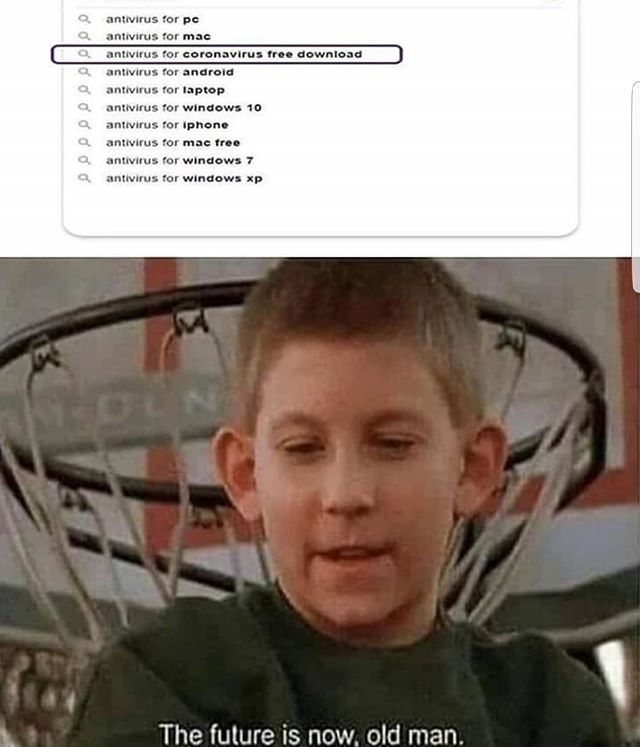 antivirus for pc
antivirus for mac
antivirus for coronavirus free download
antivirus for android
antivirus for laptop
antivirus for windows 10
antivirus for iphone
antivirus for mac free
antivirus for windows 7
antivirus for windows xp
The future is now, old man.